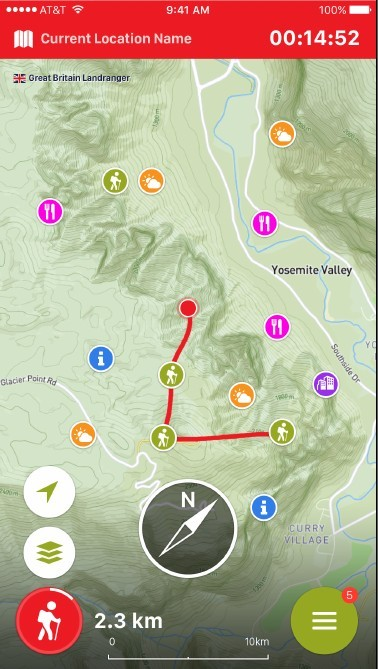 AT&T 9:41 AM 100%
Current Location Name 00:14:52
Great Britain Landranger
Yosemite Valley
Southside Dr
Glacier Point Rd
N
CURRY
VILLAGE
5
2.3 km
0 10km